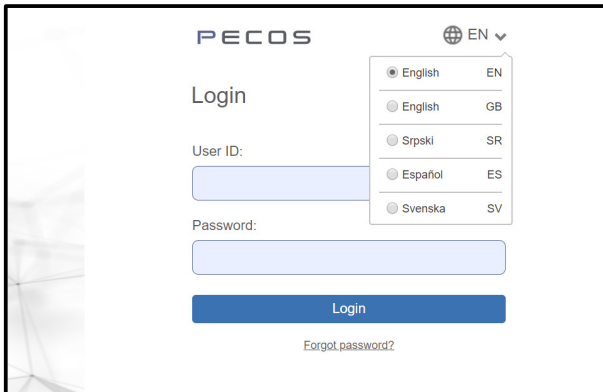 PECOS
EN
English EN
English GB
Srpski SR
Español ES
Svenska SV
Login
User ID:
Password:
Login
Forgot password?